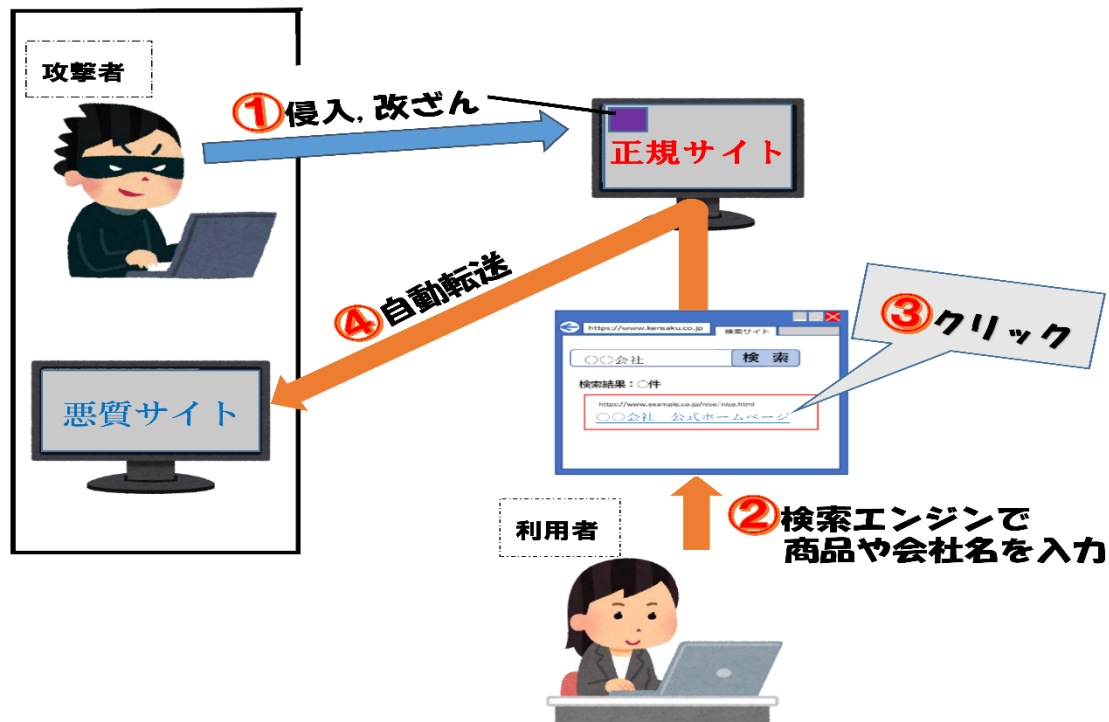 攻撃者
①侵入,改ざん
正規サイト
④自動転送
悪質サイト
https://www.kensaku.co.jp
検索サイト
○○会社
検 索
検索結果:○件
https://www.example.co.jp/nise/nise.html
○○会社 公式ホームページ
③クリック
利用者
②検索エンジンで
商品や会社名を入力